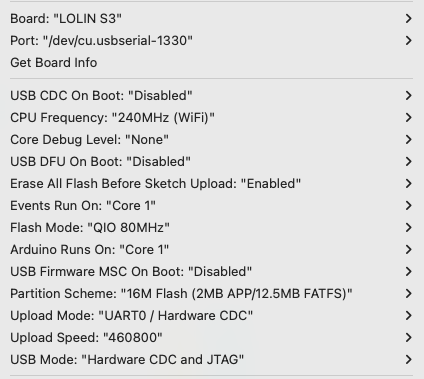 Board: "LOLIN S3"
Port: "/dev/cu.usbserial-1330"
Get Board Info
USB CDC On Boot: "Disabled"
CPU Frequency: "240MHz (WiFi)"
Core Debug Level: "None"
USB DFU On Boot: "Disabled"
Erase All Flash Before Sketch Upload: "Enabled"
Events Run On: "Core 1"
Flash Mode: "QIO 80MHz"
Arduino Runs On: "Core 1"
USB Firmware MSC On Boot: "Disabled"
Partition Scheme: "16M Flash (2MB APP/12.5MB FATFS)"
Upload Mode: "UART0 / Hardware CDC"
Upload Speed: "460800"
USB Mode: "Hardware CDC and JTAG"